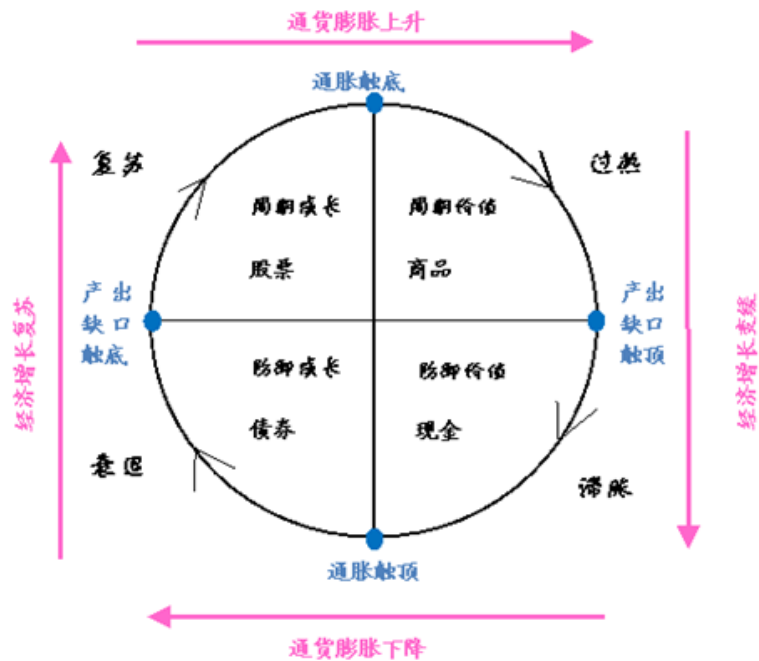 通货膨胀上升
通胀触底
复苏
过热
周期成长
周期价值
股票
商品
产出
缺口
触底
产出
缺口
触顶
经济增长复苏
经济增长变缓
防御成长
防御价值
债券
现金
衰退
滞胀
通胀触顶
通货膨胀下降